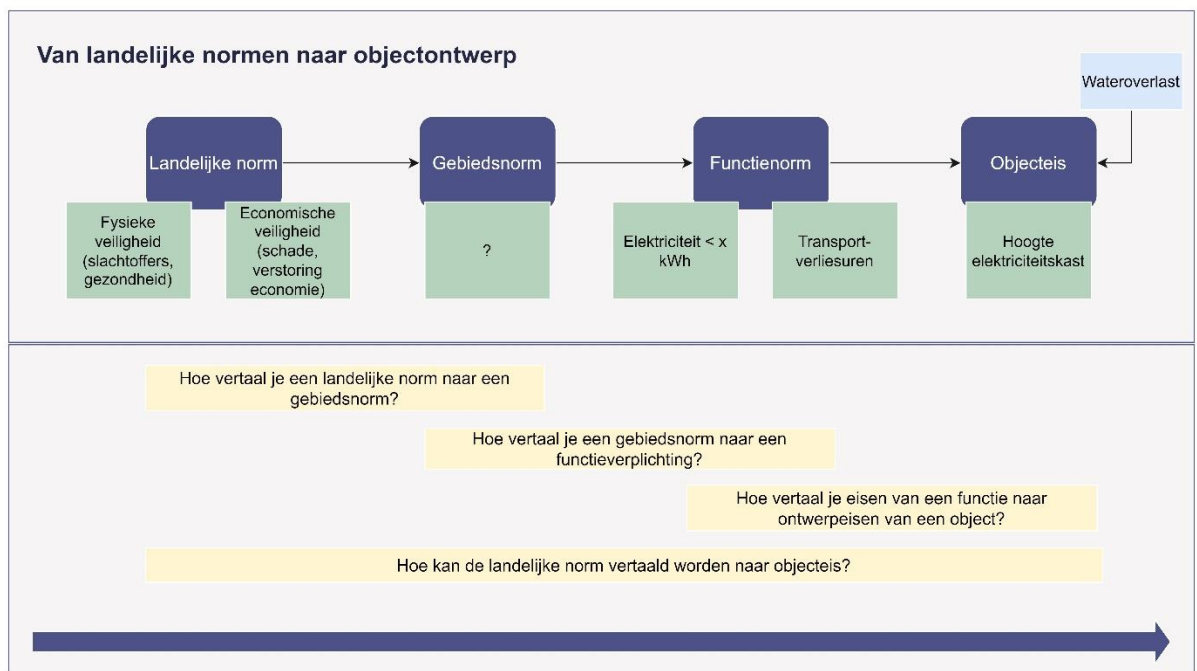 Van landelijke normen naar objectontwerp
Wateroverlast
Landelijke norm
Gebiedsnorm
Functienorm
Objecteis
Fysieke
veiligheid
(slachtoffers,
gezondheid)
Economische
veiligheid
(schade,
verstoring
economie)
?
Elektriciteit < x
kWh
Transport-
verliesuren
Hoogte
elektriciteitskast
Hoe vertaal je een landelijke norm naar een
gebiedsnorm?
Hoe vertaal je een gebiedsnorm naar een
functieverplichting?
Hoe vertaal je eisen van een functie naar
ontwerpeisen van een object?
Hoe kan de landelijke norm vertaald worden naar objecteis?